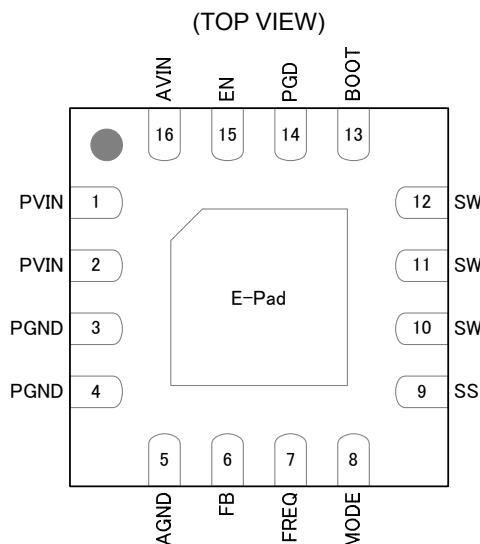 (TOP VIEW)
AVIN EN PGD BOOT
16 15 14 13
PVIN 1 12 SW
PVIN 2 11 SW
E-Pad
PGND 3 10 SW
PGND 4 9 SS
5 6 7 8
AGND FB FREQ MODE